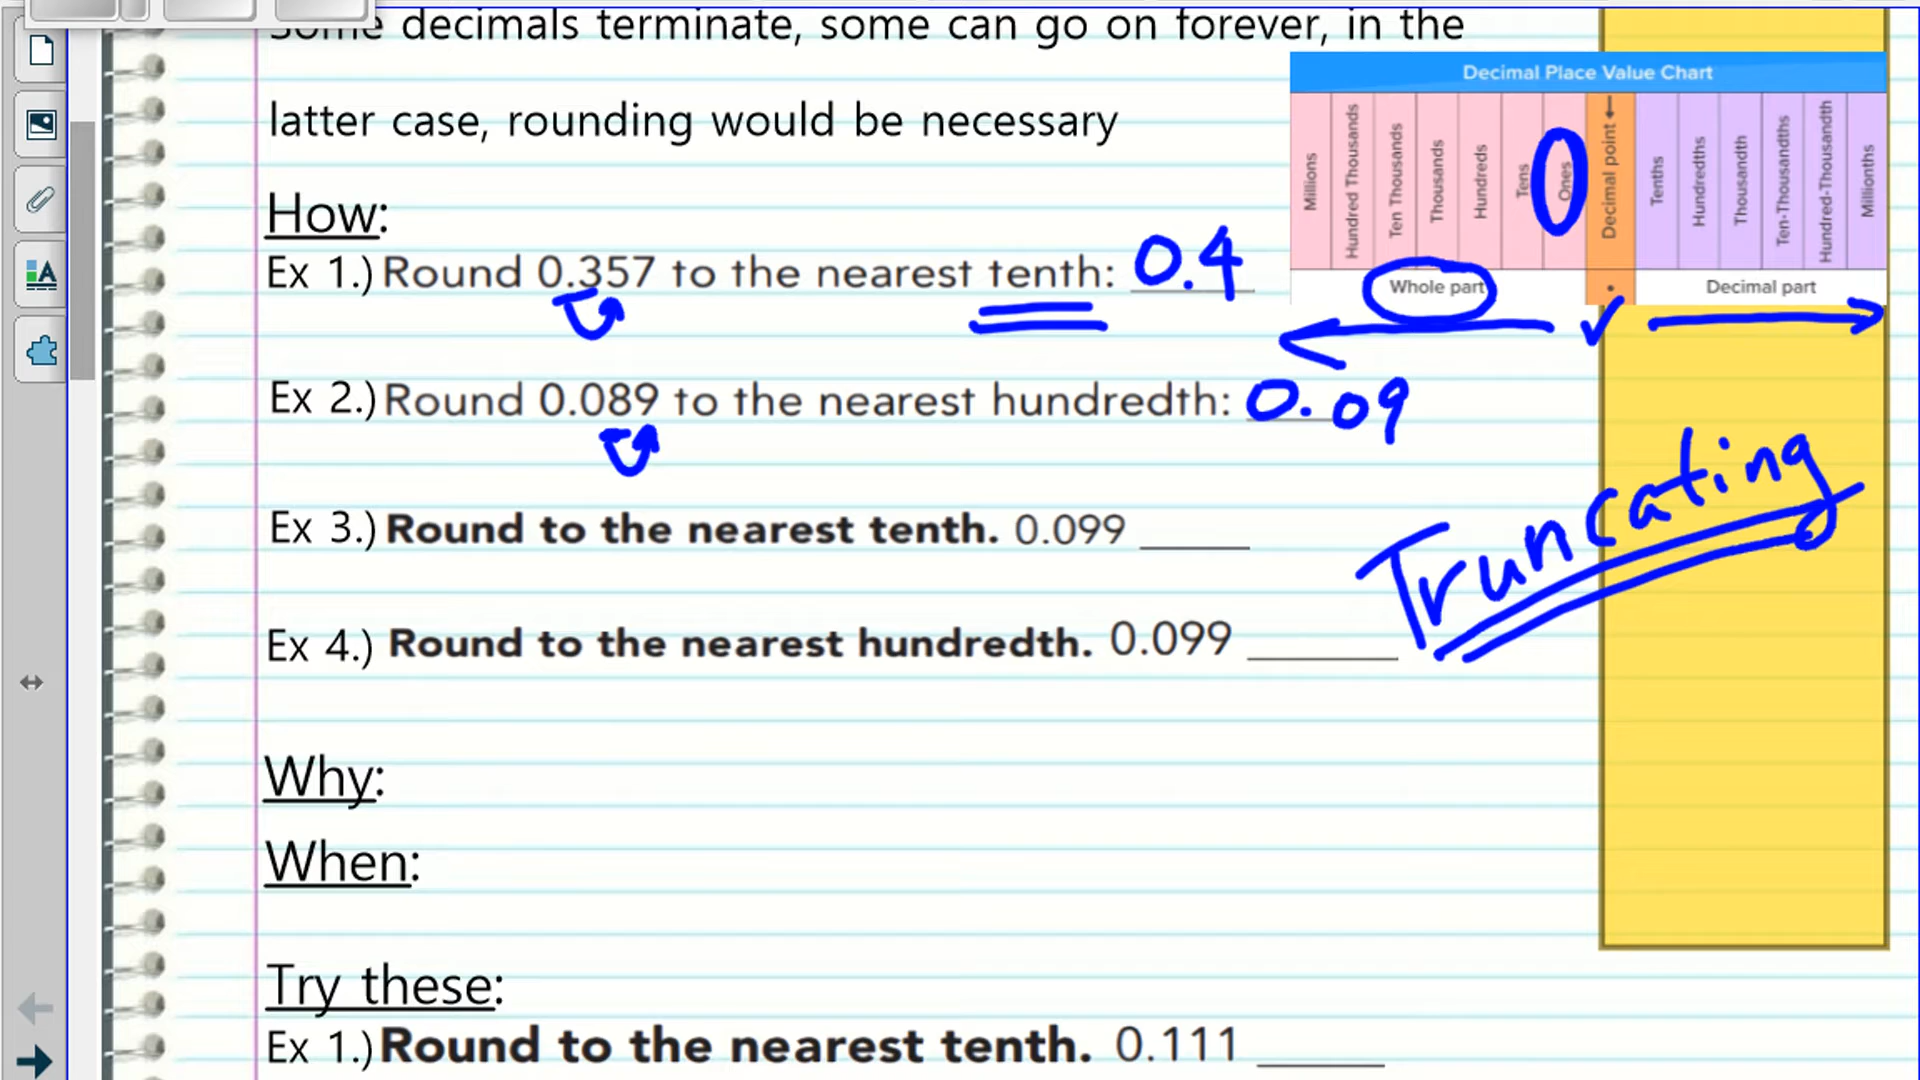 Some decimals terminate, some can go on forever, in the
latter case, rounding would be necessary
Decimal Place Value Chart
Millions
Hundred Thousands
Ten Thousands
Thousands
Hundreds
Tens
Ones
Decimal point
Tenths
Hundredths
Thousandth
Ten-Thousandths
Hundred-Thousandth
Millionths
Whole part
.
Decimal part
How:
Ex 1.) Round 0.357 to the nearest tenth: 0.4
Ex 2.) Round 0.089 to the nearest hundredth: 0.09
Truncating
Ex 3.) Round to the nearest tenth. 0.099 _____
Ex 4.) Round to the nearest hundredth. 0.099 _____
Why:
When:
Try these:
Ex 1.) Round to the nearest tenth. 0.111 _____